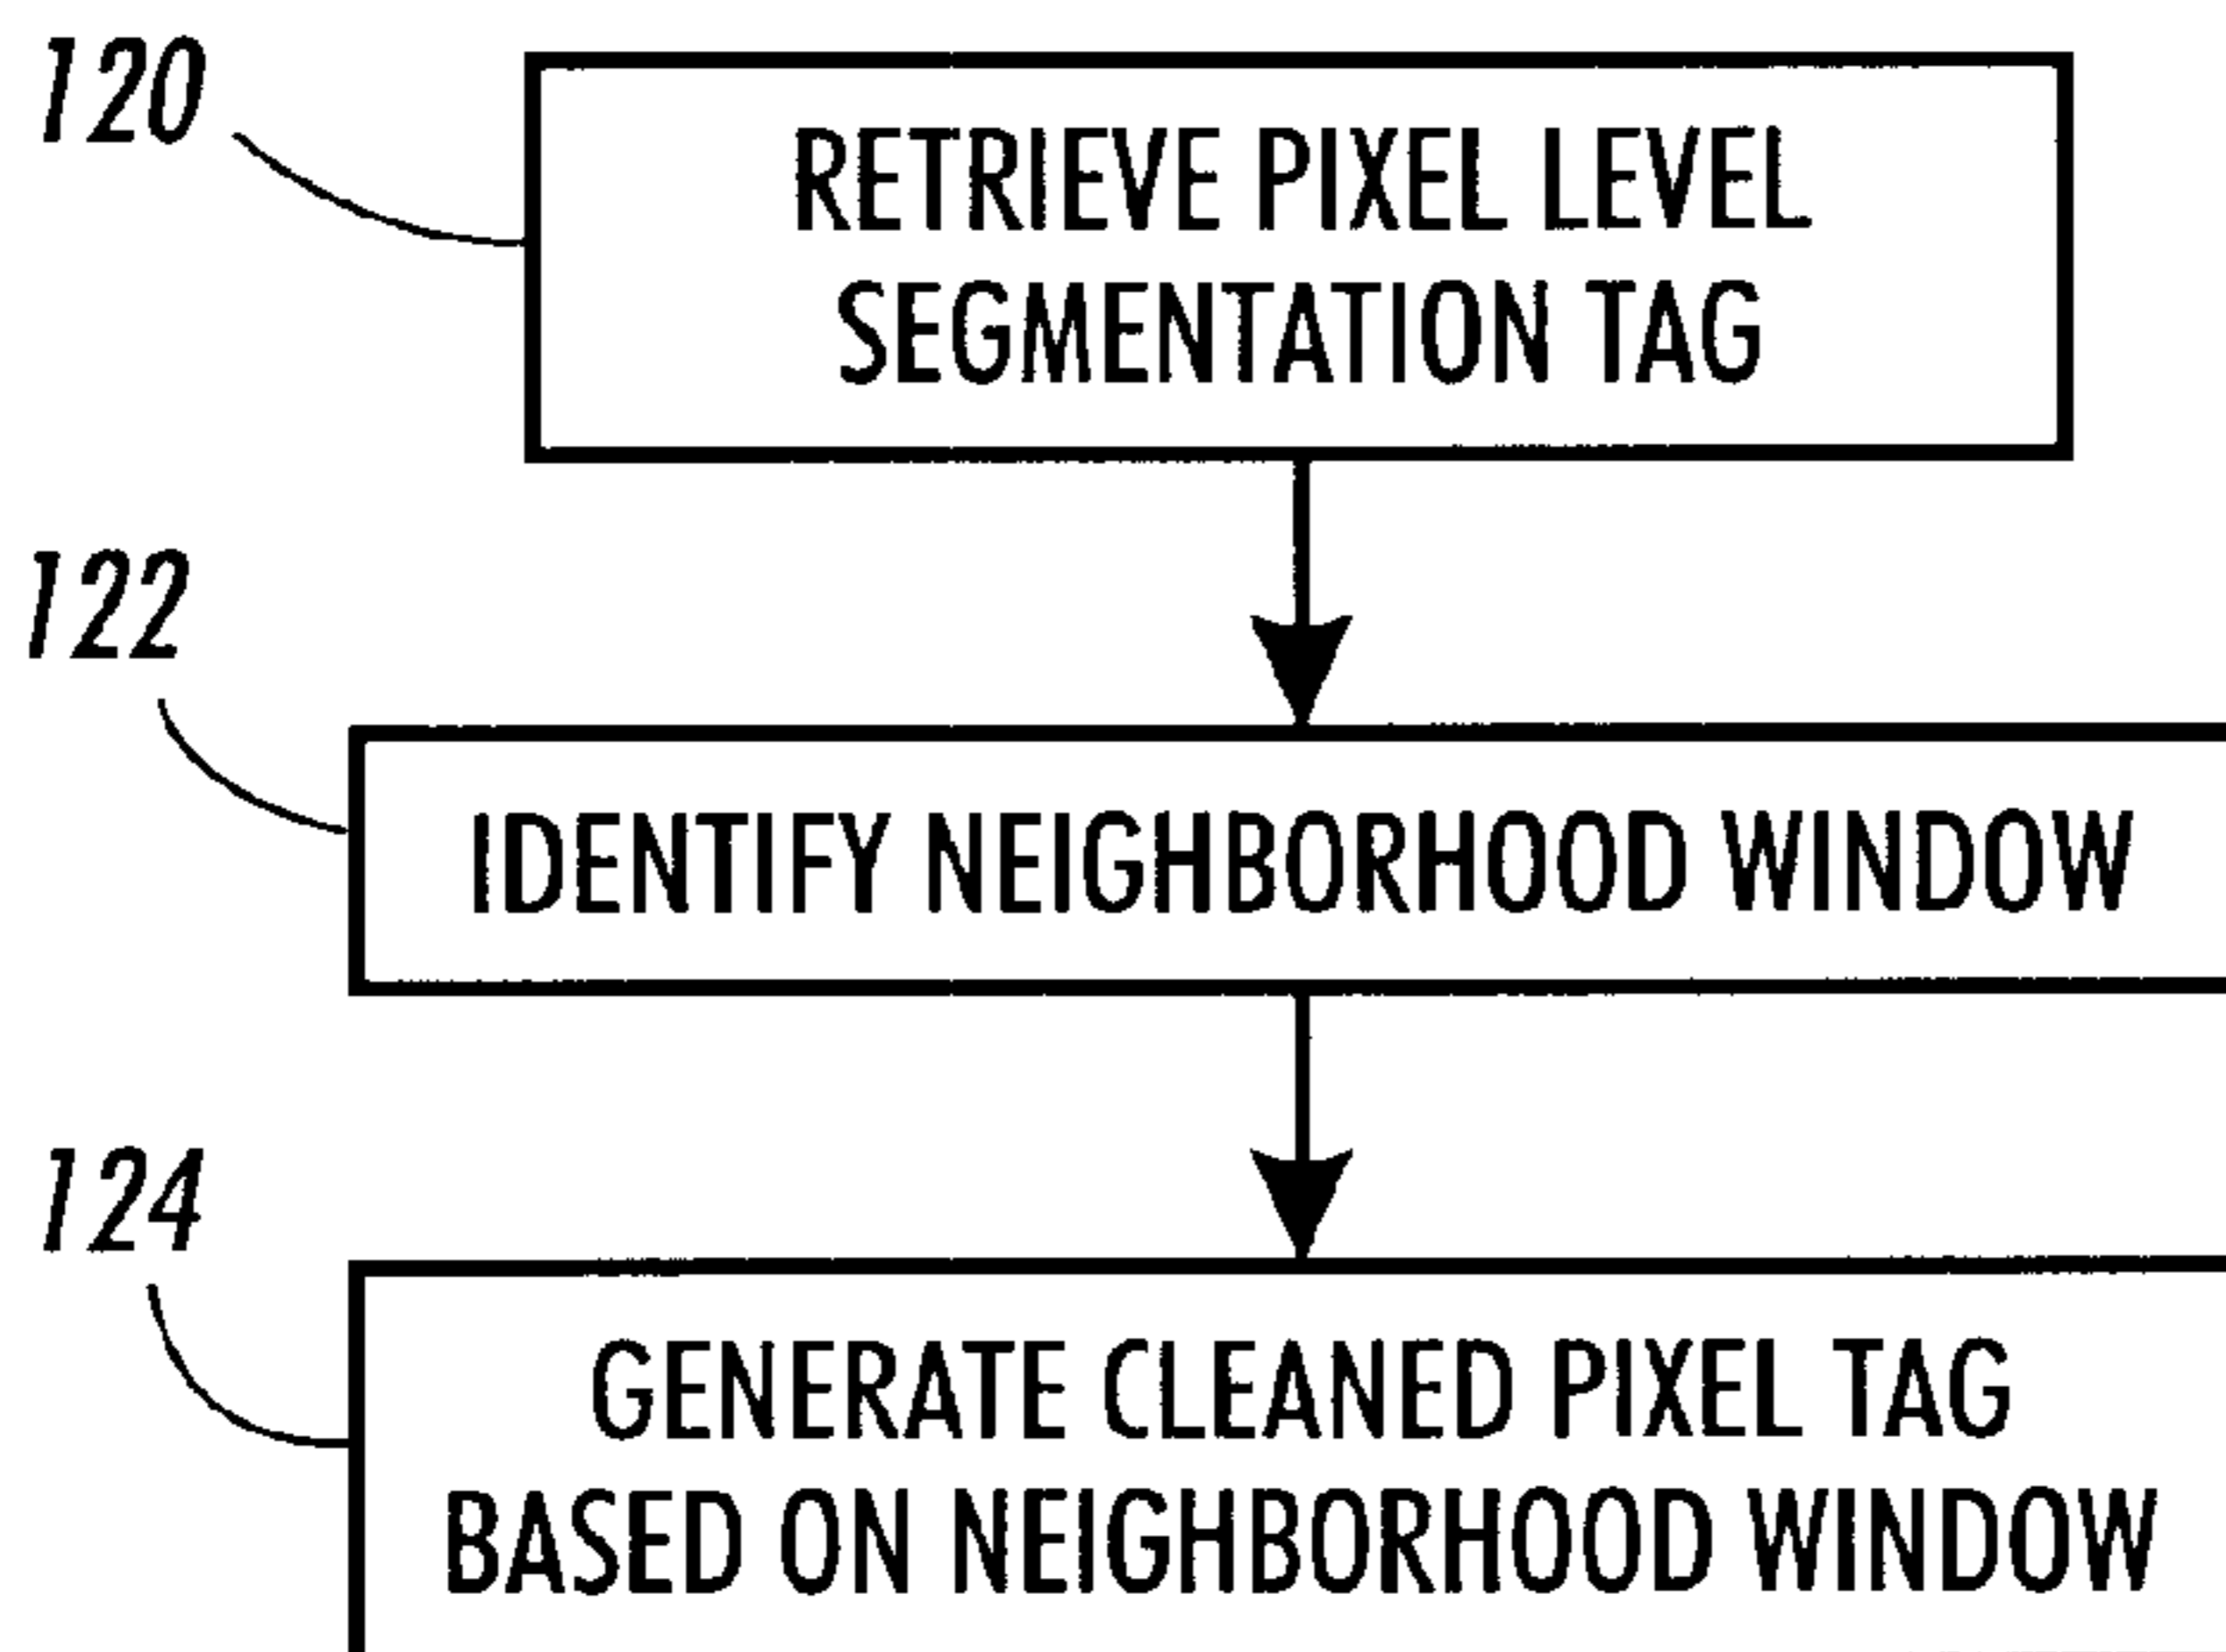 120
RETRIEVE PIXEL LEVEL
SEGMENTATION TAG
122
IDENTIFY NEIGHBORHOOD WINDOW
124
GENERATE CLEANED PIXEL TAG
BASED ON NEIGHBORHOOD WINDOW